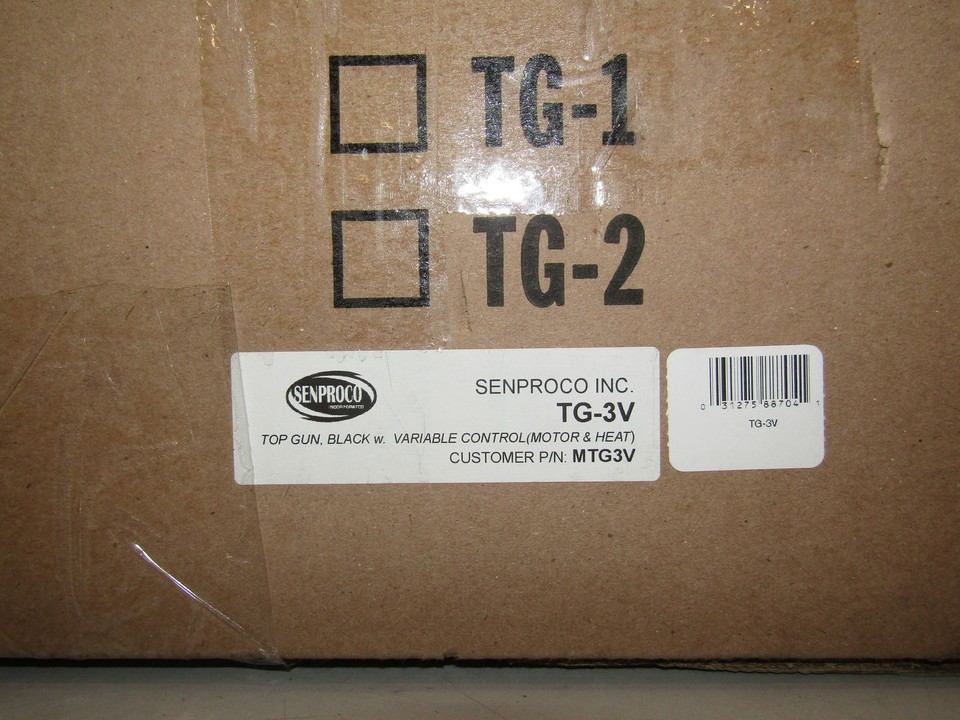 TG-1
TG-2
SENPROCO
INCORPORATED
SENPROCO INC.
TG-3V
TOP GUN, BLACK w. VARIABLE CONTROL(MOTOR & HEAT)
CUSTOMER P/N: MTG3V
0 31275 88704 1
TG-3V